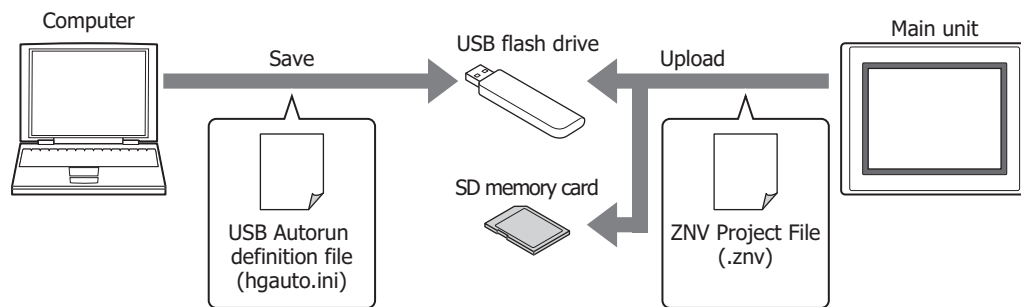 Computer
Save
USB flash drive
Upload
Main unit
USB Autorun
definition file
(hgauto.ini)
SD memory card
ZNV Project File
(.znv)